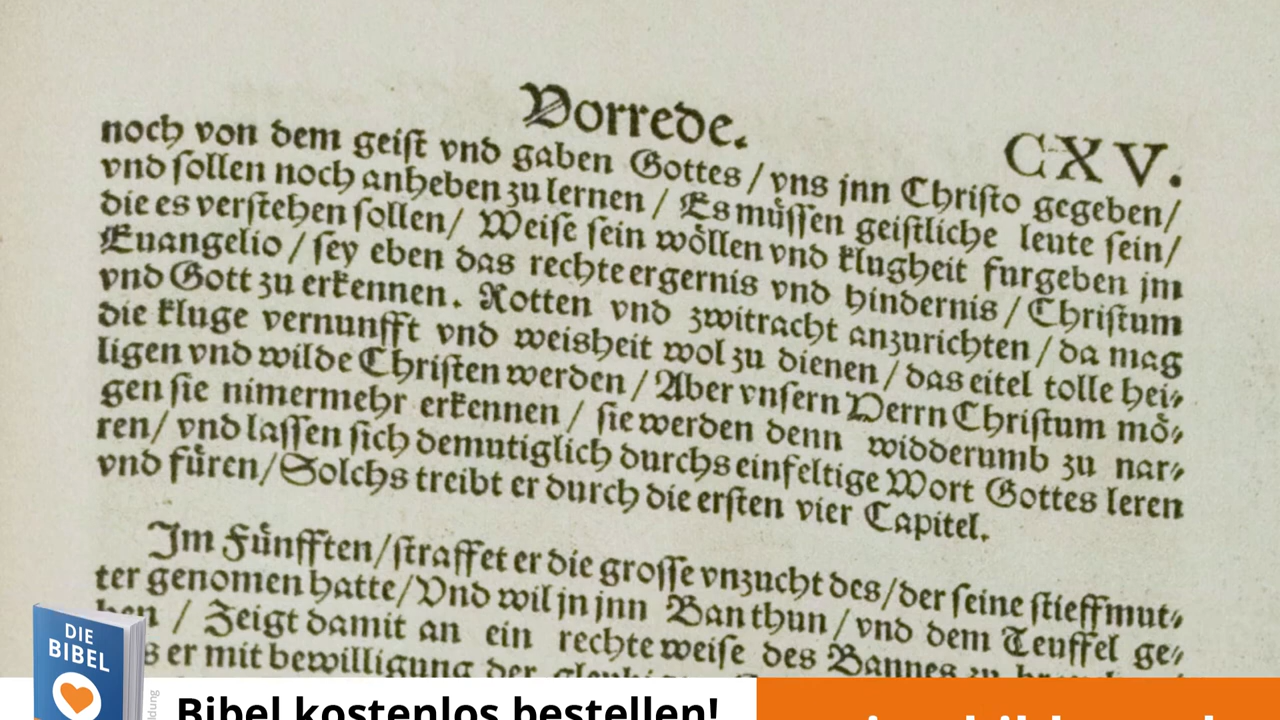 Vorrede. CXV.
noch von dem geiſt vnd gaben Gottes / vns jnn Chriſto gegeben/
vnd ſollen noch anheben zu lernen / Es müſſen geiſtliche leute ſein/
die es verſtehen ſollen/ Weiſe ſein wöllen vnd klugheit furgeben jm
Euangelio / ſey eben das rechte ergernis vnd hindernis / Chriſtum
vnd Gott zu erkennen. Rotten vnd zwitracht anzurichten / da mag
die kluge vernunfft vnd weisheit wol zu dienen / das eitel tolle hei⸗
ligen vnd wilde Chriſten werden / Aber vnſern Herrn Chriſtum mö⸗
gen ſie nimermehr erkennen / ſie werden denn widderumb zu nar⸗
ren/ vnd laſſen ſich demutiglich durchs einfeltige Wort Gottes leren
vnd füren/ Solchs treibt er durch die erſten vier Capitel.
Im Fünfften/ ſtraffet er die groſſe vnzucht des/ der ſeine ſtieffmut⸗
ter genomen hatte/ Vnd wil jn jnn Ban thun / vnd dem Teuffel ge⸗
ben / Zeigt damit an ein rechte weiſe des Bannes zu
er mit bewilligung der
DIE
BIBEL
Bibel kostenlos bestellen!